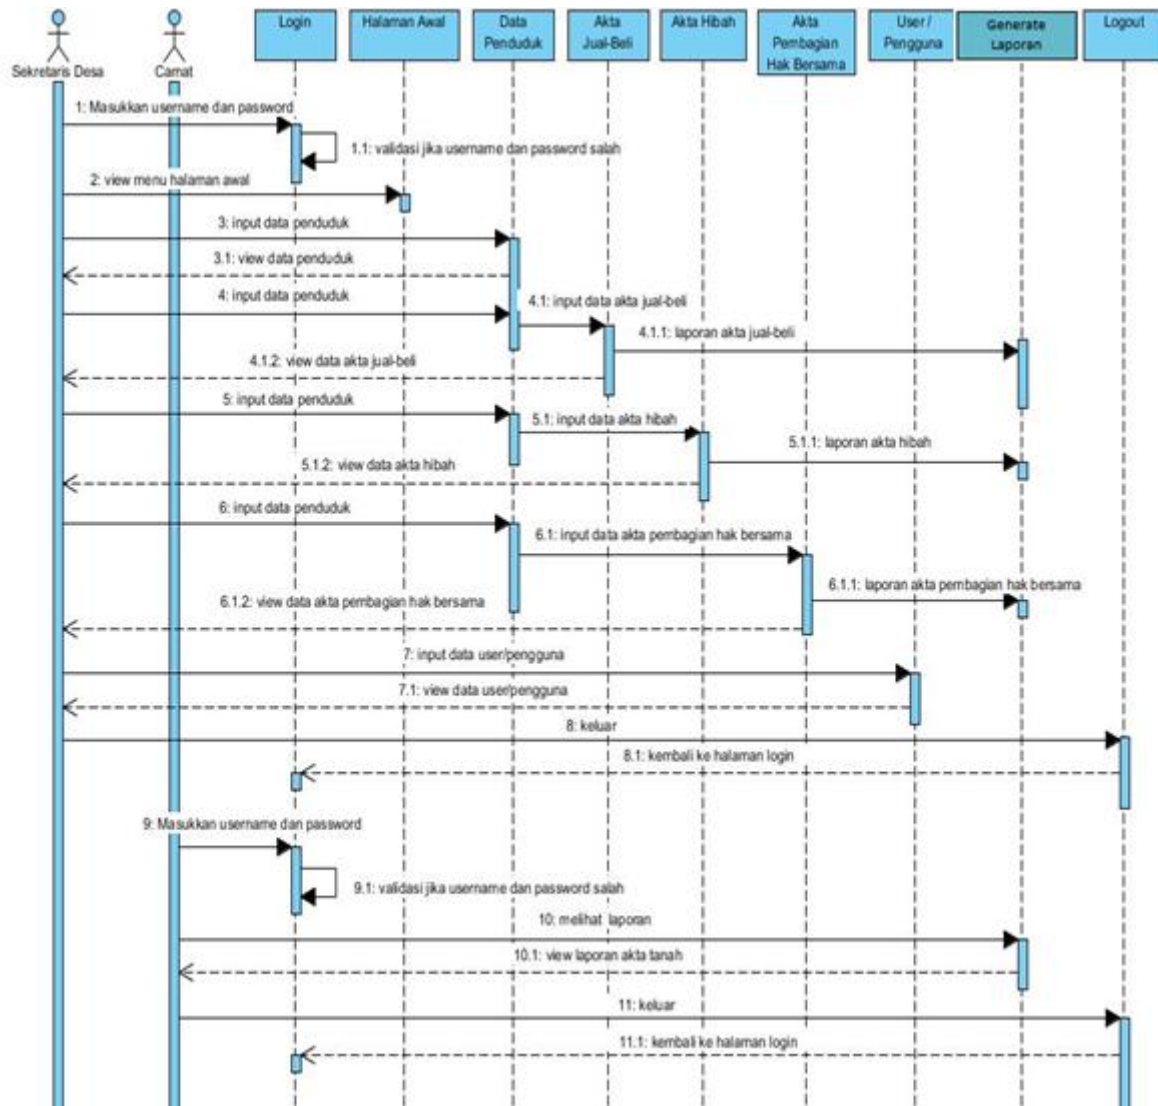 Sekretaris Desa
Camat
Login
Halaman Awal
Data
Penduduk
Akta
Jual-Beli
Akta Hibah
Akta
Pembagian
Hak Bersama
User /
Pengguna
Generate
Laporan
Logout
1: Masukkan username dan password
1.1: validasi jika username dan password salah
2: view menu halaman awal
3: input data penduduk
3.1: view data penduduk
4: input data penduduk
4.1: input data akta jual-beli
4.1.1: laporan akta jual-beli
4.1.2: view data akta jual-beli
5: input data penduduk
5.1: input data akta hibah
5.1.1: laporan akta hibah
5.1.2: view data akta hibah
6: input data penduduk
6.1: input data akta pembagian hak bersama
6.1.1: laporan akta pembagian hak bersama
6.1.2: view data akta pembagian hak bersama
7: input data user/pengguna
7.1: view data user/pengguna
8: keluar
8.1: kembali ke halaman login
9: Masukkan username dan password
9.1: validasi jika username dan password salah
10: melihat laporan
10.1: view laporan akta tanah
11: keluar
11.1: kembali ke halaman login